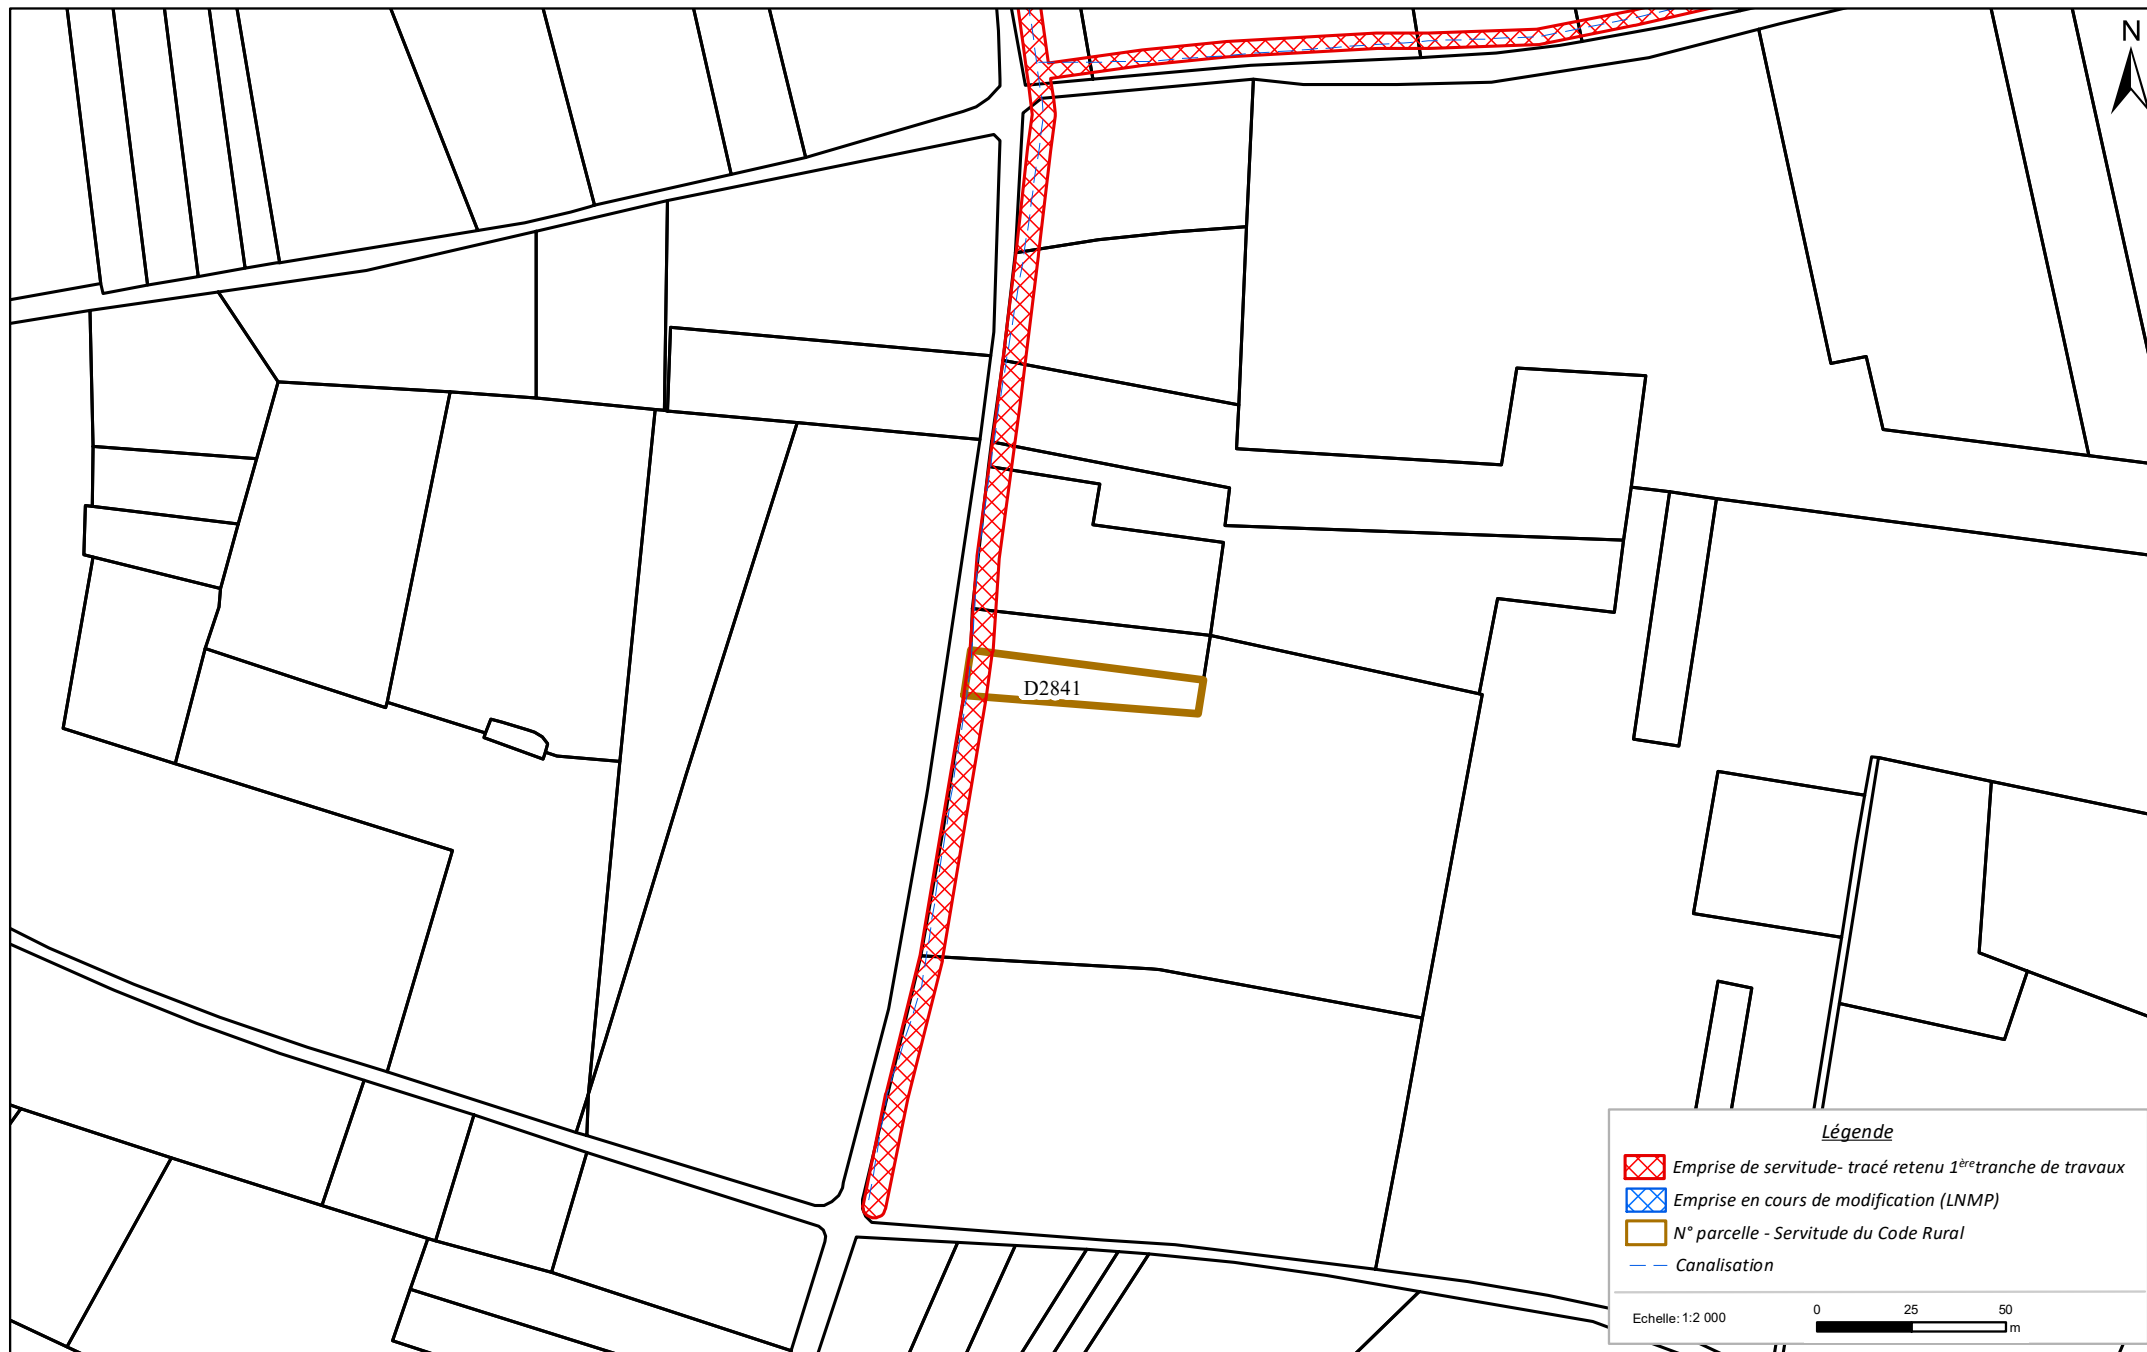 N
D2841
Légende
Emprise de servitude- tracé retenu 1ère tranche de travaux
Emprise en cours de modification (LNMP)
N° parcelle - Servitude du Code Rural
Canalisation
Echelle: 1:2 000
0 25 50
m